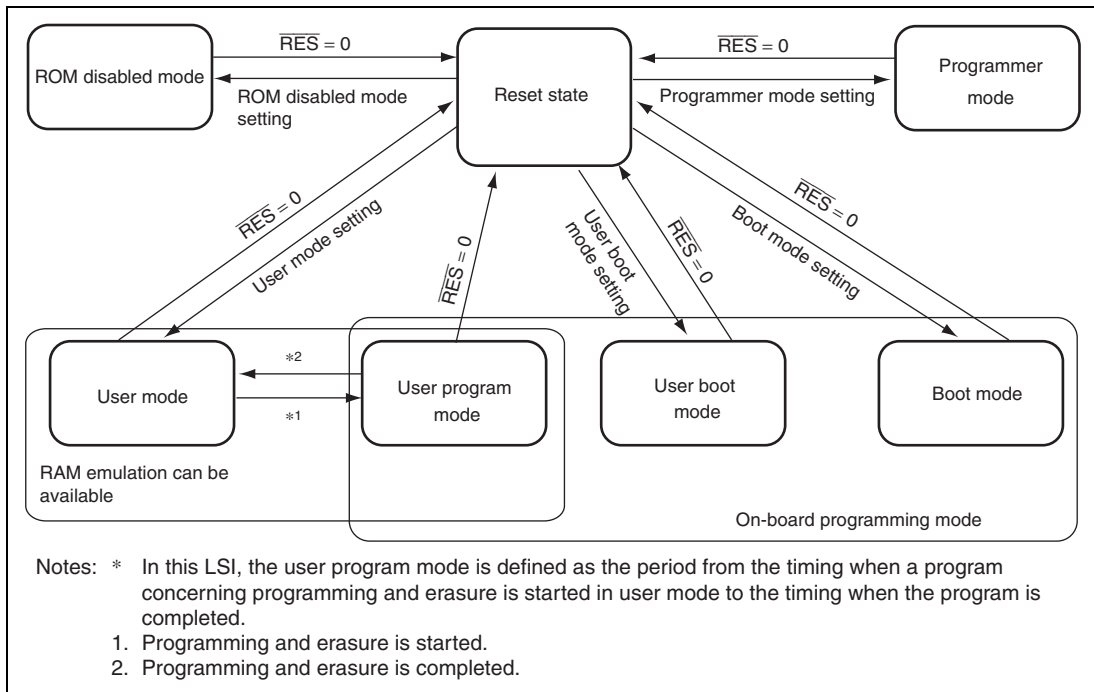 RES = 0
RES = 0
ROM disabled mode
Reset state
Programmer
mode
ROM disabled mode
setting
Programmer mode setting
RES = 0
User mode setting
RES = 0
User boot
mode setting
RES = 0
Boot mode setting
RES = 0
*2
User mode
User program
mode
User boot
mode
Boot mode
*1
RAM emulation can be
available
On-board programming mode
Notes: * In this LSI, the user program mode is defined as the period from the timing when a program
concerning programming and erasure is started in user mode to the timing when the program is
completed.
1. Programming and erasure is started.
2. Programming and erasure is completed.